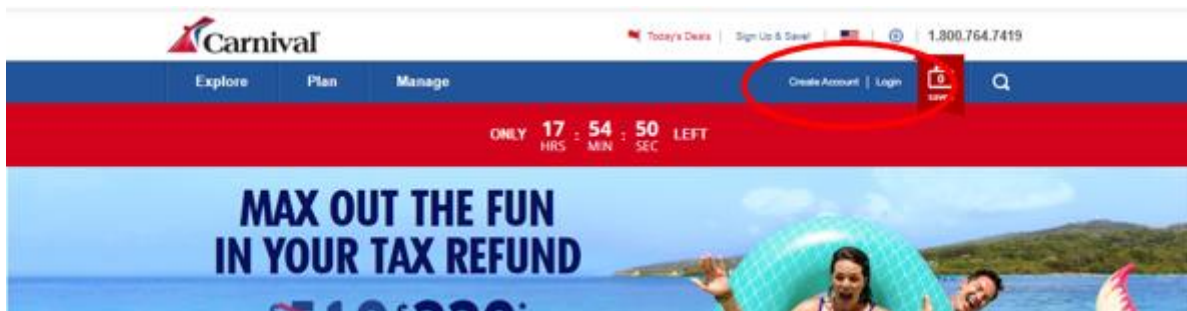 Carnival
Today's Deals | Sign Up & Save! | 1.800.764.7419
Explore Plan Manage Create Account | Login 0
ONLY 17 : 54 : 50 LEFT
HRS MIN SEC
MAX OUT THE FUN
IN YOUR TAX REFUND